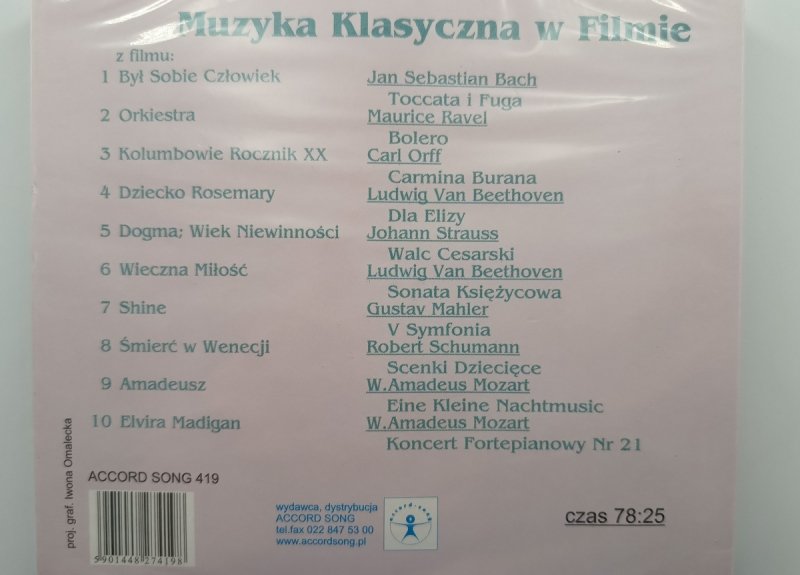 Muzyka Klasyczna w Filmie
z filmu:
1 Był Sobie Człowiek Jan Sebastian Bach
Toccata i Fuga
2 Orkiestra Maurice Ravel
Bolero
3 Kolumbowie Rocznik XX Carl Orff
Carmina Burana
4 Dziecko Rosemary Ludwig Van Beethoven
Dla Elizy
5 Dogma; Wiek Niewinności Johann Strauss
Walc Cesarski
6 Wieczna Miłość Ludwig Van Beethoven
Sonata Księżycowa
7 Shine Gustav Mahler
V Symfonia
8 Śmierć w Wenecji Robert Schumann
Scenki Dziecięce
9 Amadeusz W.Amadeus Mozart
Eine Kleine Nachtmusic
10 Elvira Madigan W.Amadeus Mozart
Koncert Fortepianowy Nr 21
proj. graf. Iwona Omalecka
ACCORD SONG 419
5901448274198
wydawca, dystrybucja
ACCORD SONG
tel.fax 022 847 53 00
www.accordsong.pl
accord song
czas 78:25